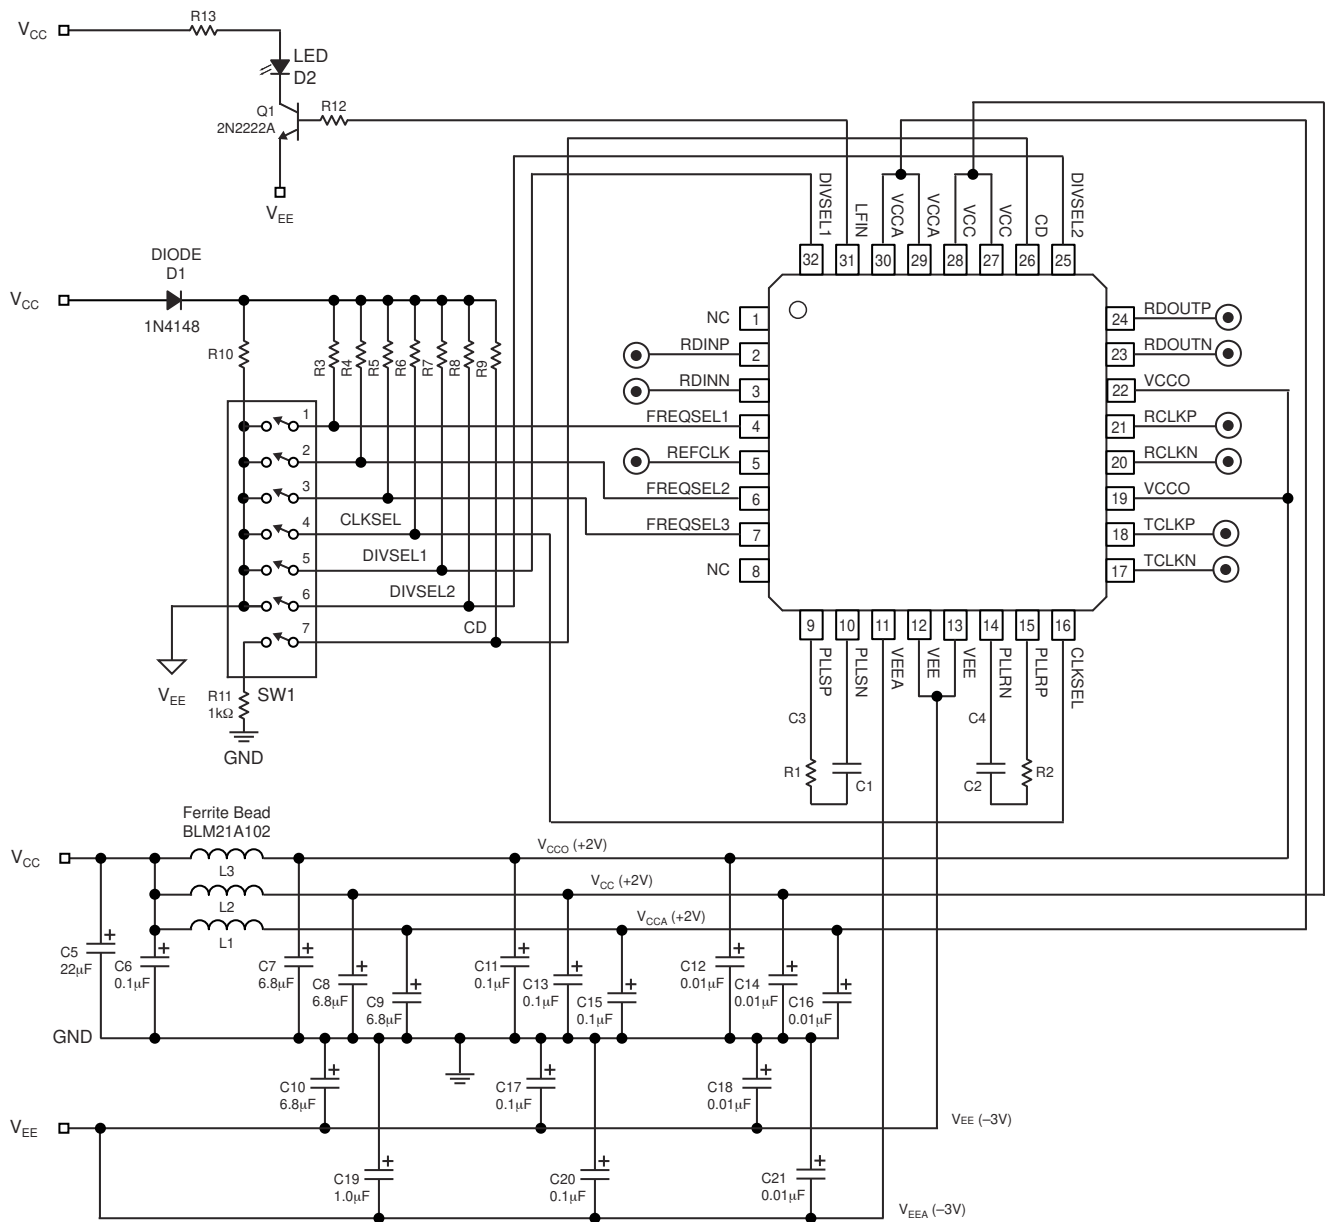 R13
VCC
LED
D2
Q1
2N2222A
R12
VEE
DIODE
D1
VCC
1N4148
R10
R3
R4
R5
R6
R7
R8
R9
1
2
3
4
5
6
7
CLKSEL
DIVSEL1
DIVSEL2
CD
VEE
R11
1kΩ
SW1
GND
DIVSEL1
LFIN
VCCA
VCCA
VCC
VCC
CD
DIVSEL2
32
31
30
29
28
27
26
25
NC
1
RDINP
2
RDINN
3
FREQSEL1
4
REFCLK
5
FREQSEL2
6
FREQSEL3
7
NC
8
24
RDOUTP
23
RDOUTN
22
VCCO
21
RCLKP
20
RCLKN
19
VCCO
18
TCLKP
17
TCLKN
9
10
11
12
13
14
15
16
PLLSP
PLLSN
VEEA
VEE
VEE
PLLRN
PLLRP
CLKSEL
C3
C4
R1
C1
C2
R2
Ferrite Bead
BLM21A102
VCC
L3
L2
L1
VCCO (+2V)
VCC (+2V)
VCCA (+2V)
C5
22µF
C6
0.1µF
C7
6.8µF
C8
6.8µF
C9
6.8µF
C11
0.1µF
C13
0.1µF
C15
0.1µF
C12
0.01µF
C14
0.01µF
C16
0.01µF
GND
C10
6.8µF
C17
0.1µF
C18
0.01µF
VEE
VEE (–3V)
C19
1.0µF
C20
0.1µF
C21
0.01µF
VEEA (–3V)